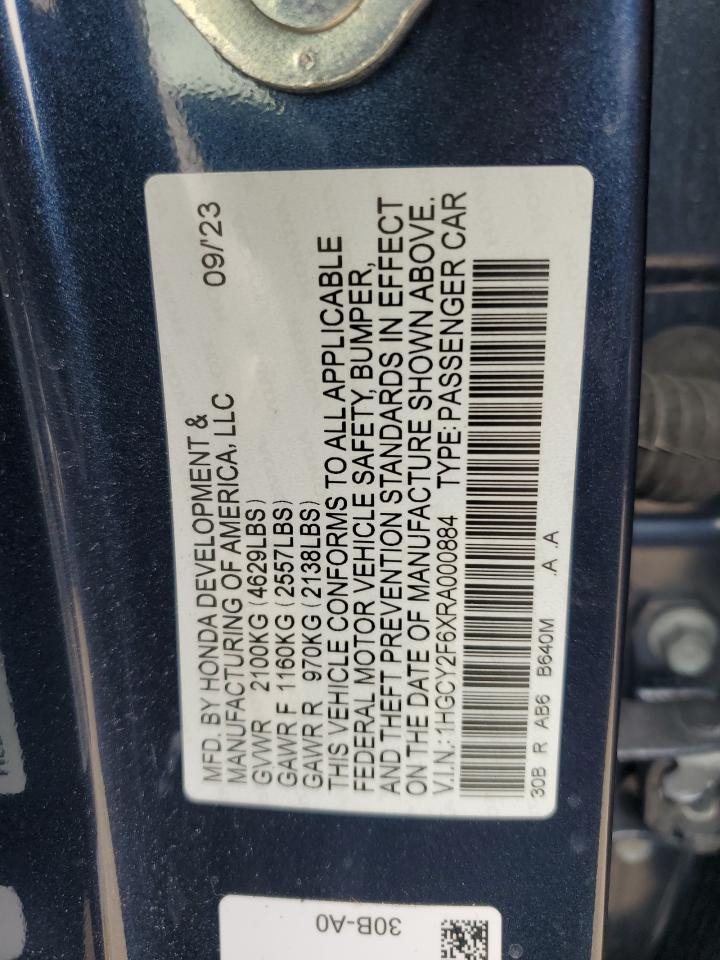 MFD. BY HONDA DEVELOPMENT & 09/'23
MANUFACTURING OF AMERICA, LLC
GVWR 2100KG (4629LBS)
GAWR F 1160KG (2557LBS)
GAWR R 970KG (2138LBS)
THIS VEHICLE CONFORMS TO ALL APPLICABLE
FEDERAL MOTOR VEHICLE SAFETY, BUMPER,
AND THEFT PREVENTION STANDARDS IN EFFECT
ON THE DATE OF MANUFACTURE SHOWN ABOVE.
V.I.N.: 1HGCY2F6XRA000884 TYPE: PASSENGER CAR
30B R AB6 B640M .A .A
30B-A0